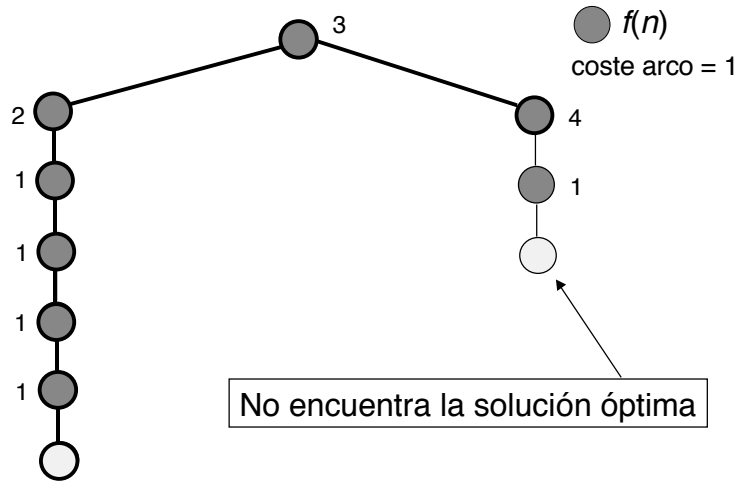 3
f(n)
coste arco = 1
2
4
1
1
1
1
1
No encuentra la solución óptima